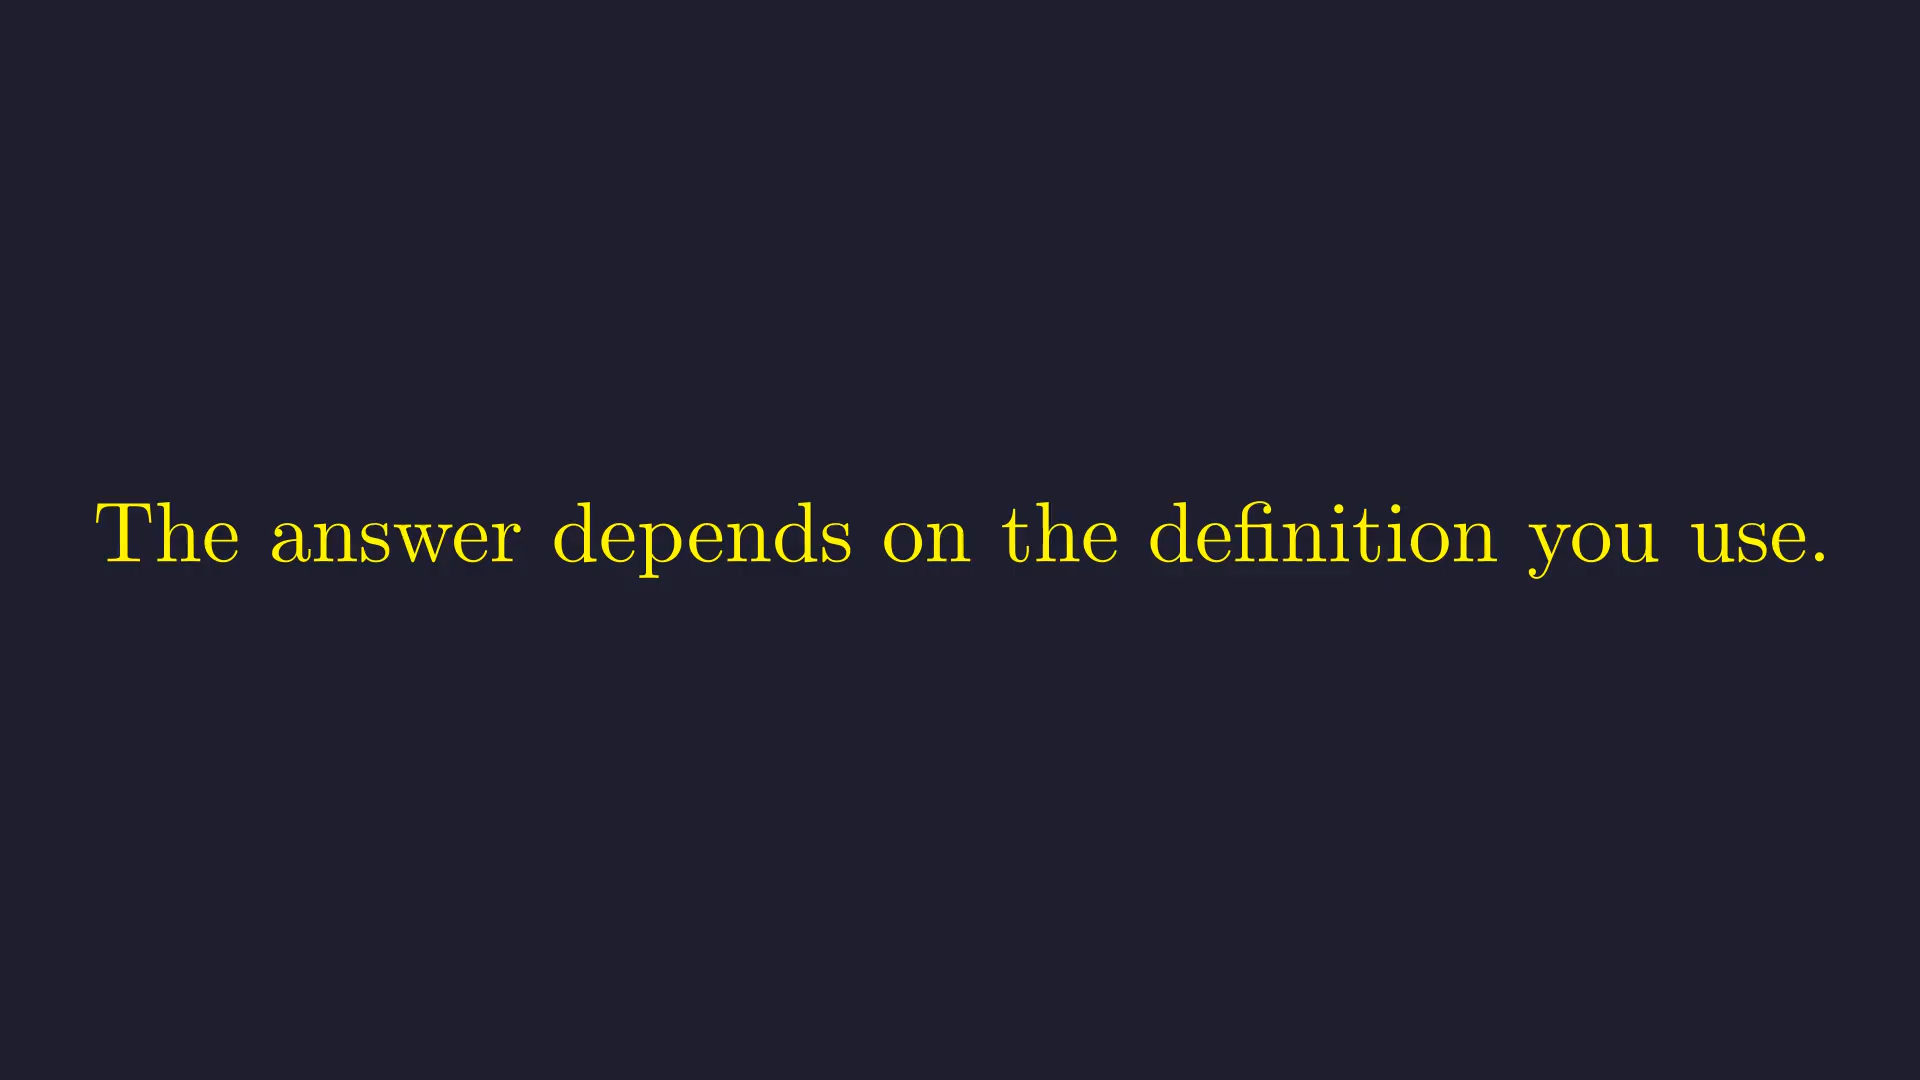 The answer depends on the definition you use.